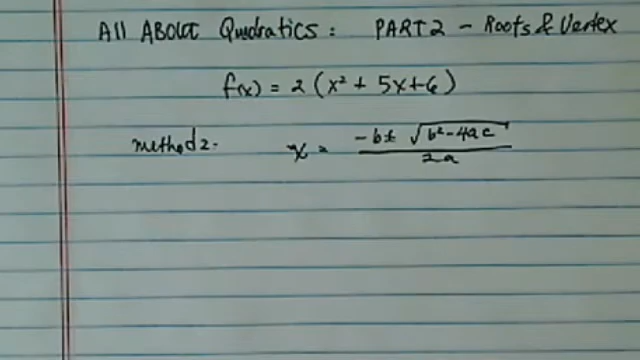 All ABOUT Quadratics: PART 2 - Roots & Vertex
f(x) = 2 (x² + 5x+6)
method 2. x = -b± √b²-4ac / 2a